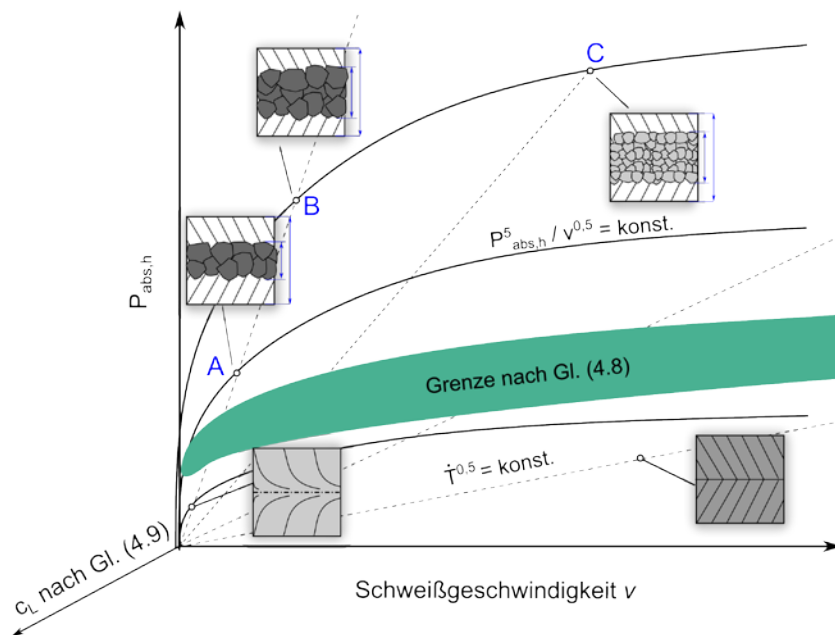 C
B
P⁵abs,h / v⁰,⁵ = konst.
Pabs,h
A
Grenze nach Gl. (4.8)
Ṫ⁰,⁵ = konst.
cL nach Gl. (4.9)
Schweißgeschwindigkeit v